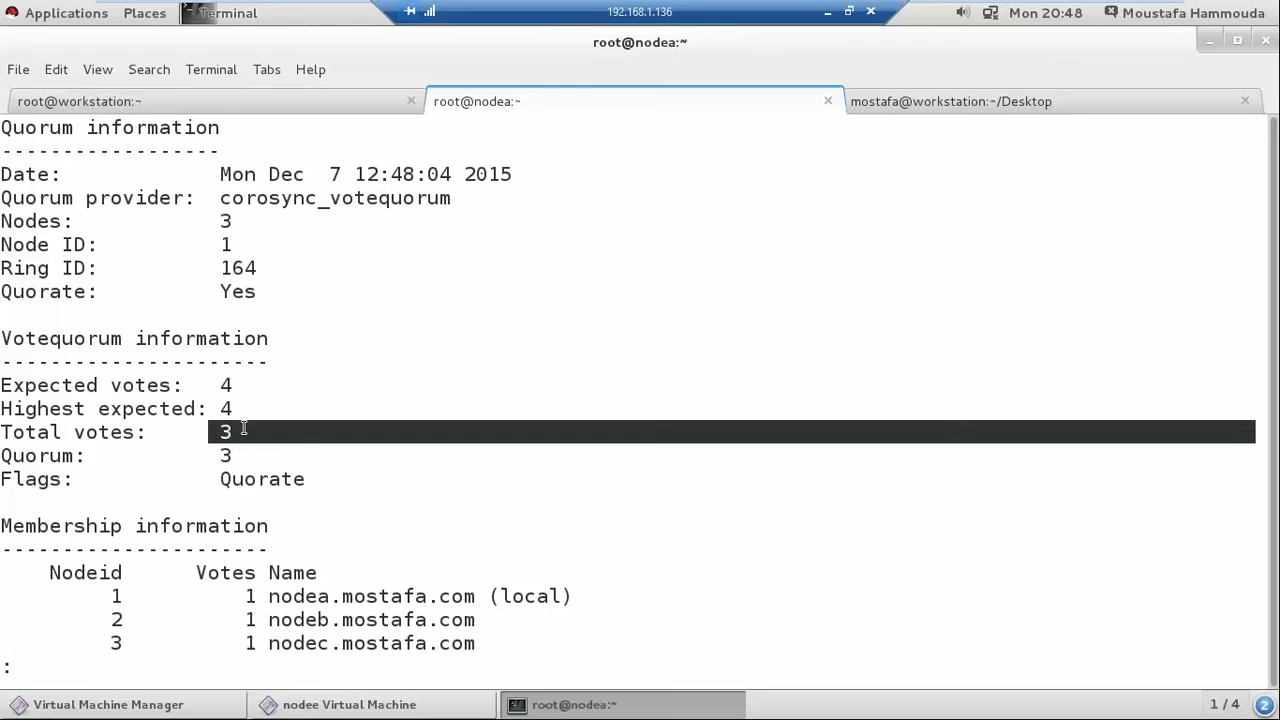 Applications Places Terminal 192.168.1.136 Mon 20:48 Moustafa Hammouda
root@nodea:~
File Edit View Search Terminal Tabs Help
root@workstation:~ root@nodea:~ mostafa@workstation:~/Desktop
Quorum information
------------------
Date: Mon Dec 7 12:48:04 2015
Quorum provider: corosync_votequorum
Nodes: 3
Node ID: 1
Ring ID: 164
Quorate: Yes
Votequorum information
----------------------
Expected votes: 4
Highest expected: 4
Total votes: 3
Quorum: 3
Flags: Quorate
Membership information
----------------------
Nodeid Votes Name
1 1 nodea.mostafa.com (local)
2 1 nodeb.mostafa.com
3 1 nodec.mostafa.com
:
Virtual Machine Manager nodee Virtual Machine root@nodea:~ 1 / 4 2